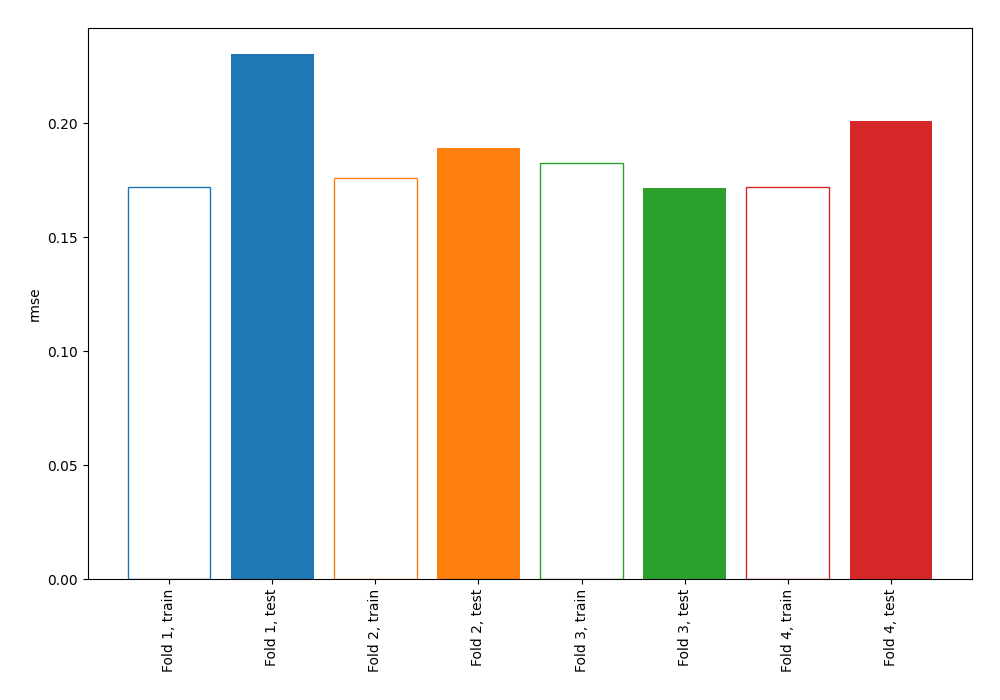 rmse
0.20
0.15
0.10
0.05
0.00
Fold 1, train
Fold 1, test
Fold 2, train
Fold 2, test
Fold 3, train
Fold 3, test
Fold 4, train
Fold 4, test